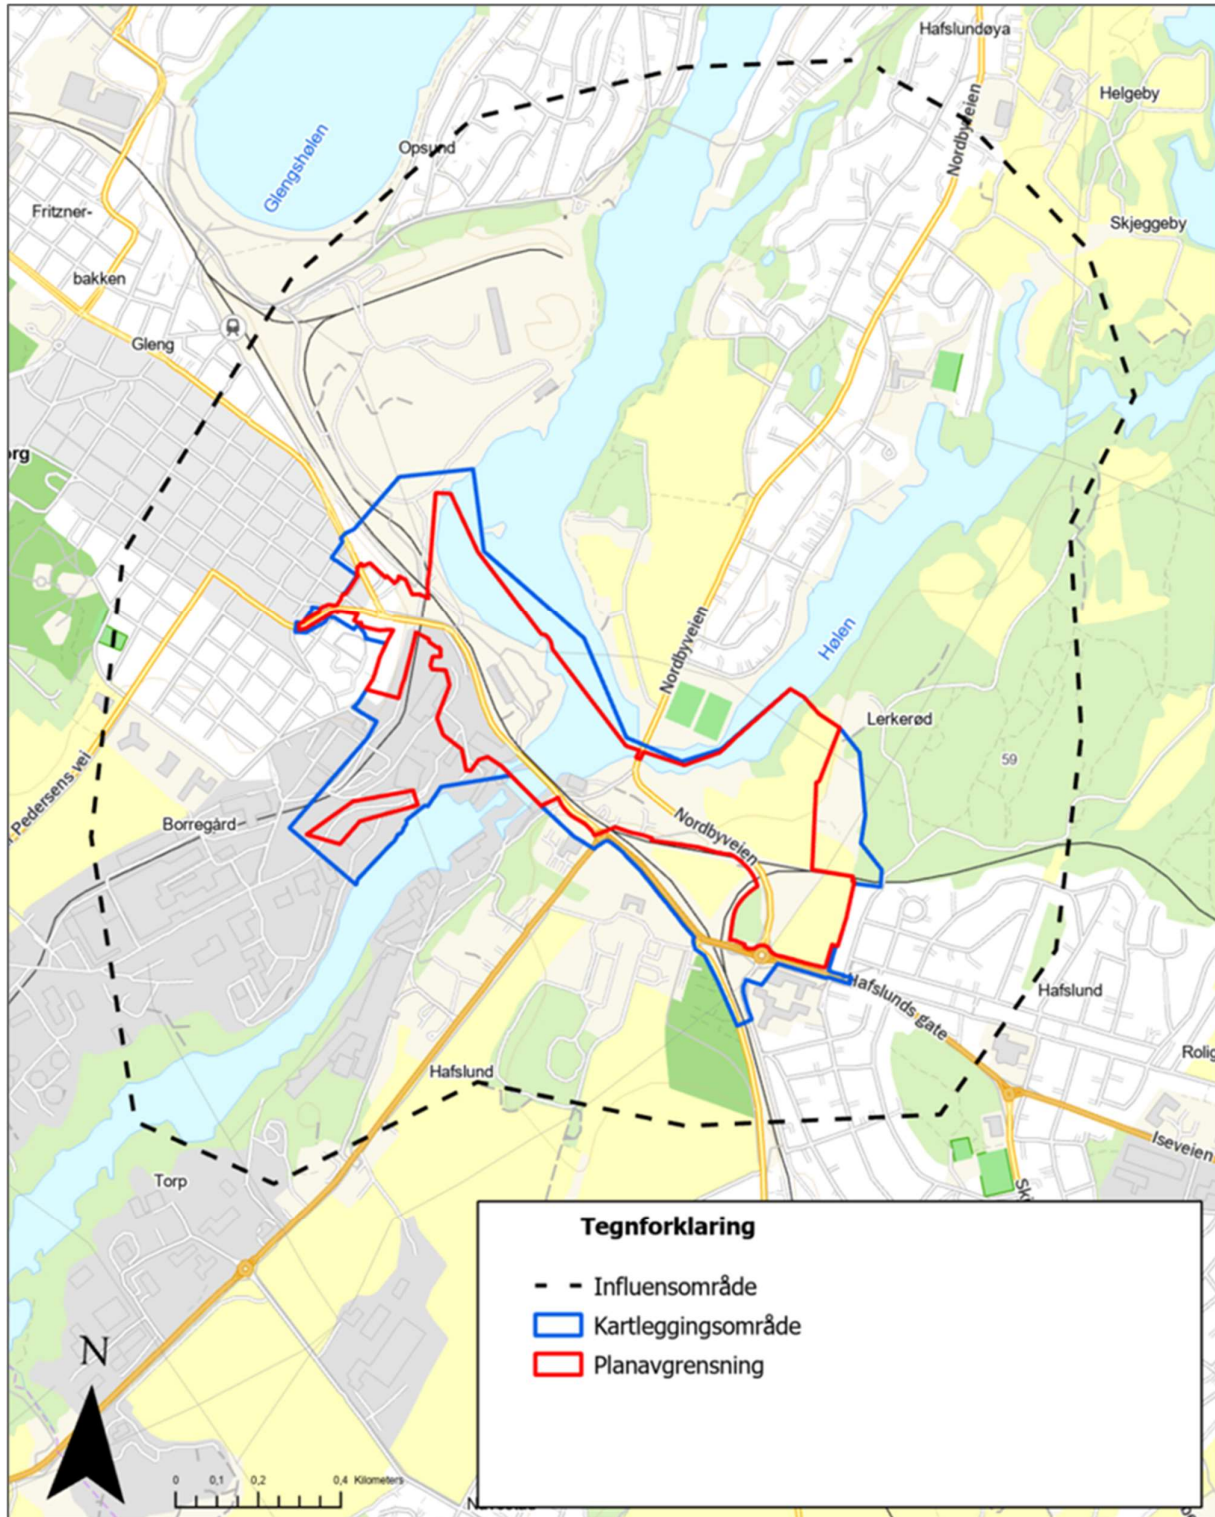 Hafslundøya
Helgeby
Nordbyveien
Glengshølen
Opsund
Fritzner-
bakken
Skjeggeby
Gleng
org
Nordbyveien
Hølen
Lerkerød
59
Pedersens vei
Borregård
Nordbyveien
Hafslunds gate
Hafslund
Rolig
Hafslund
Iseveien
Torp
Tegnforklaring
Influensområde
Kartleggingsområde
Planavgrensning
N
0 0,1 0,2 0,4 Kilometers